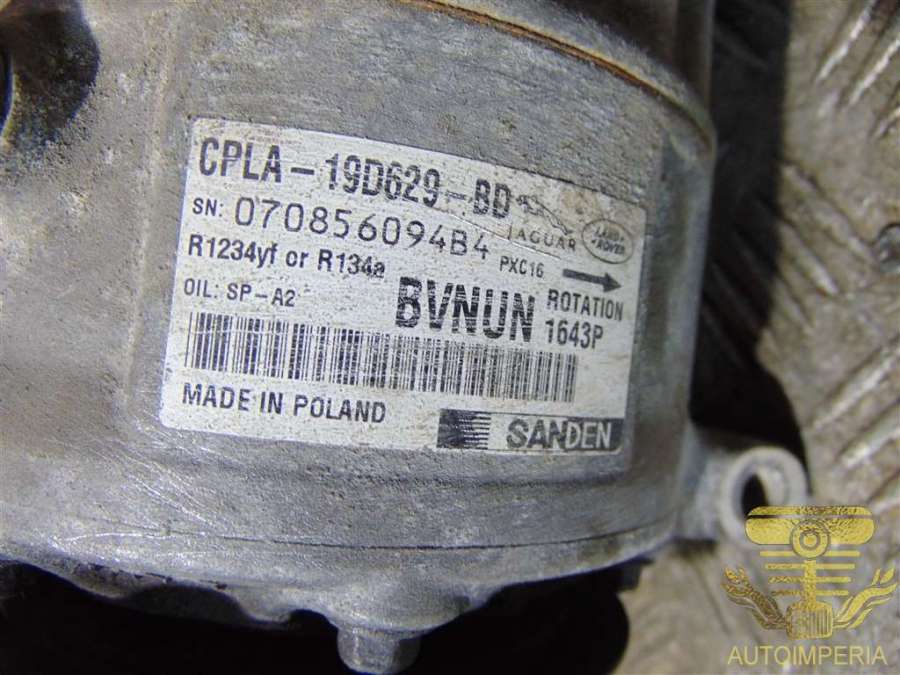 CPLA-19D629-BD
SN: 070856094B4
JAGUAR
LAND ROVER
R1234yf or R134a
PXC16
ROTATION
OIL: SP-A2
BVNUN
1643P
MADE IN POLAND
SANDEN
AUTOIMPERIA